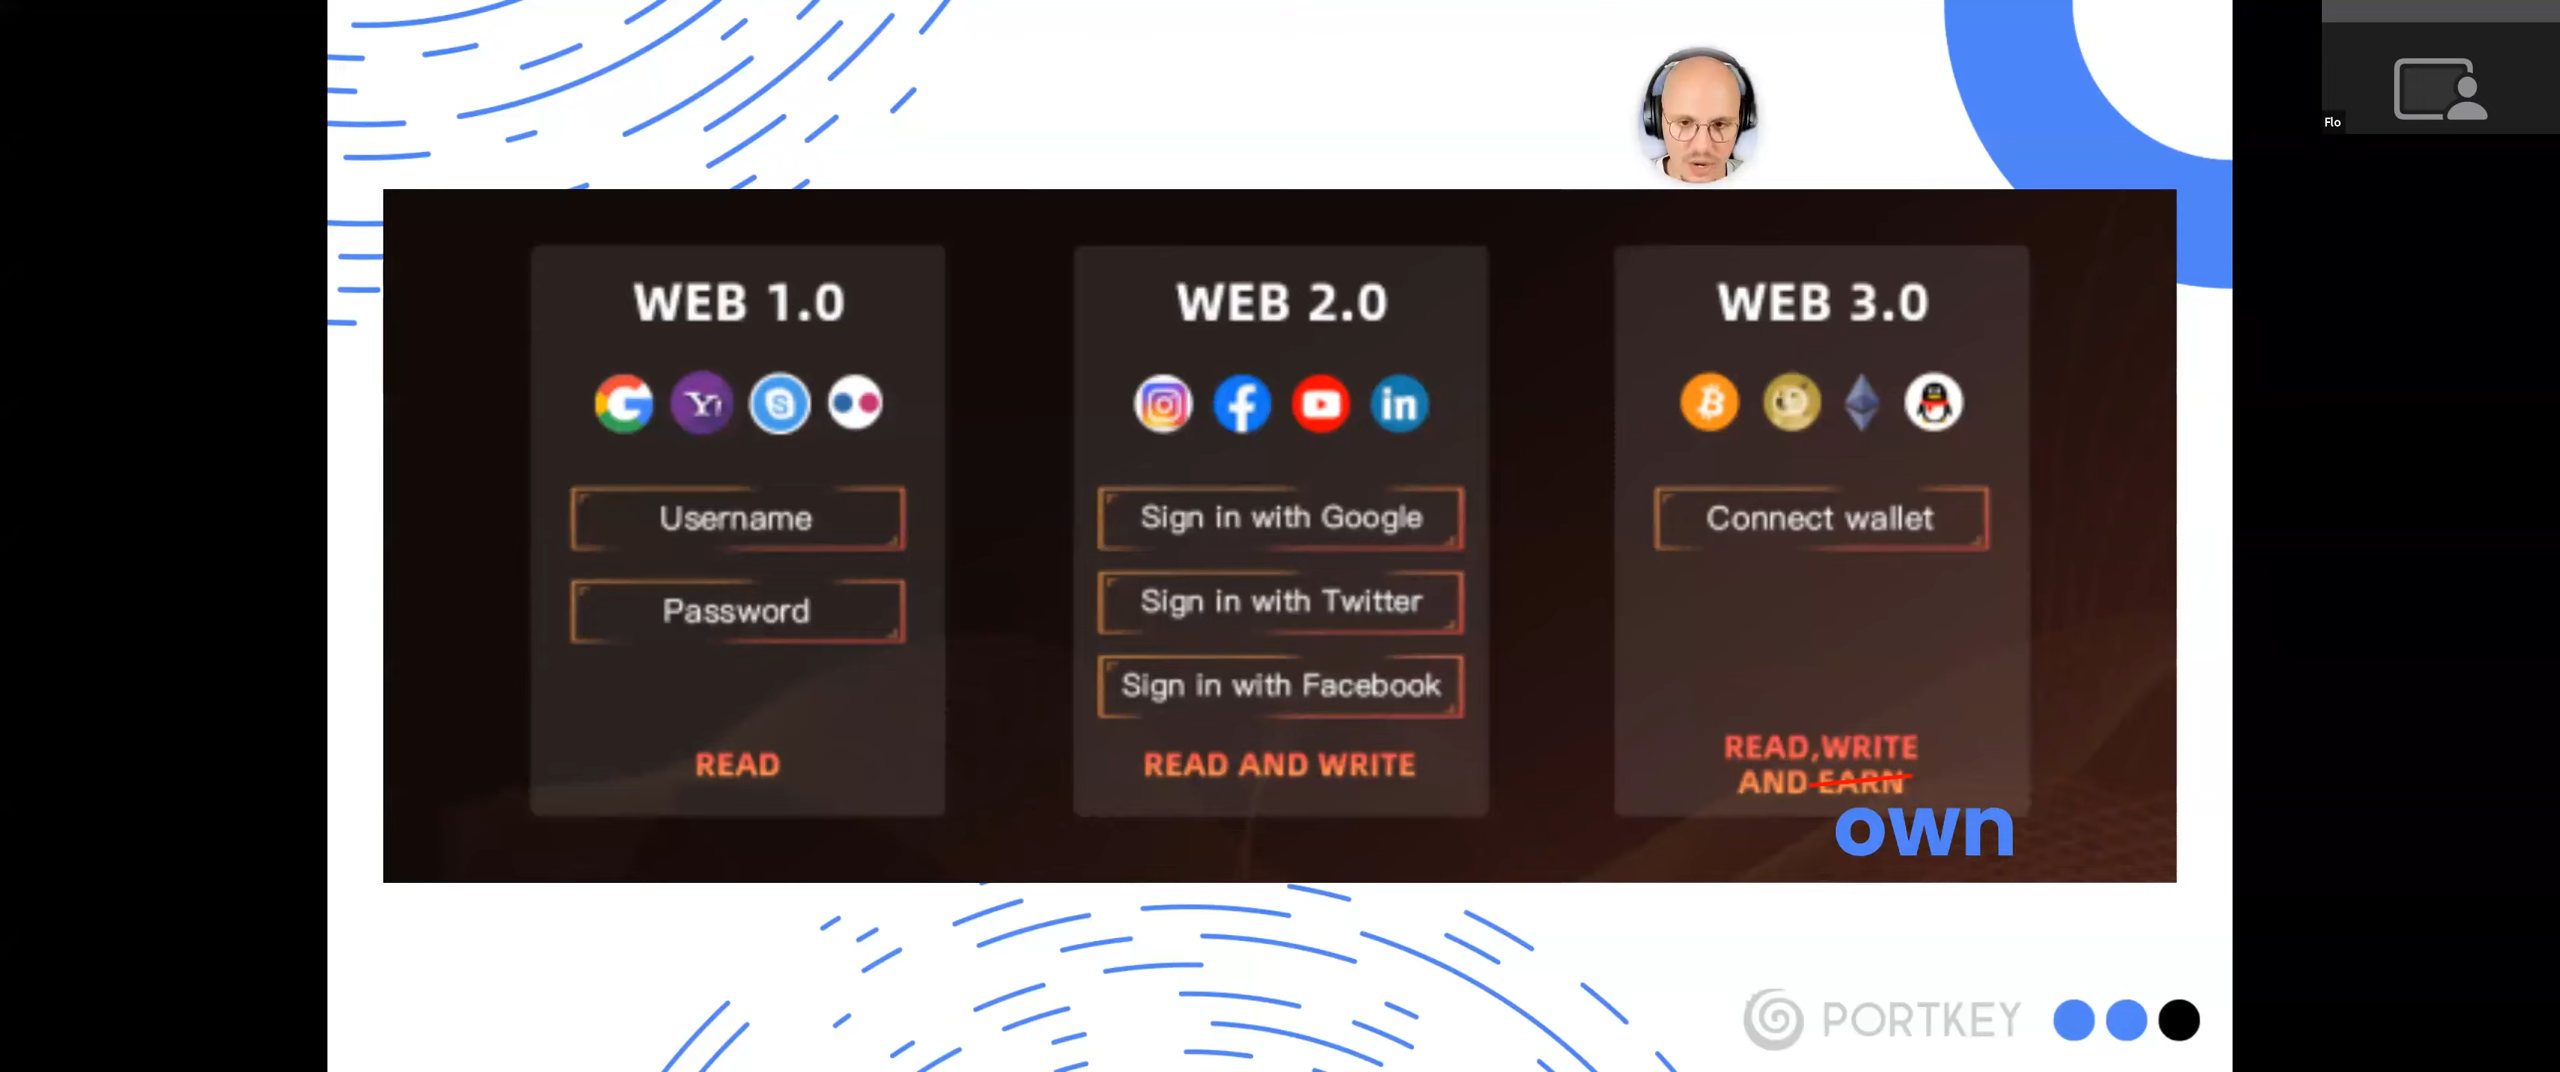 Flo
WEB 1.0
Username
Password
READ
WEB 2.0
Sign in with Google
Sign in with Twitter
Sign in with Facebook
READ AND WRITE
WEB 3.0
Connect wallet
READ,WRITE
AND EARN
own
PORTKEY